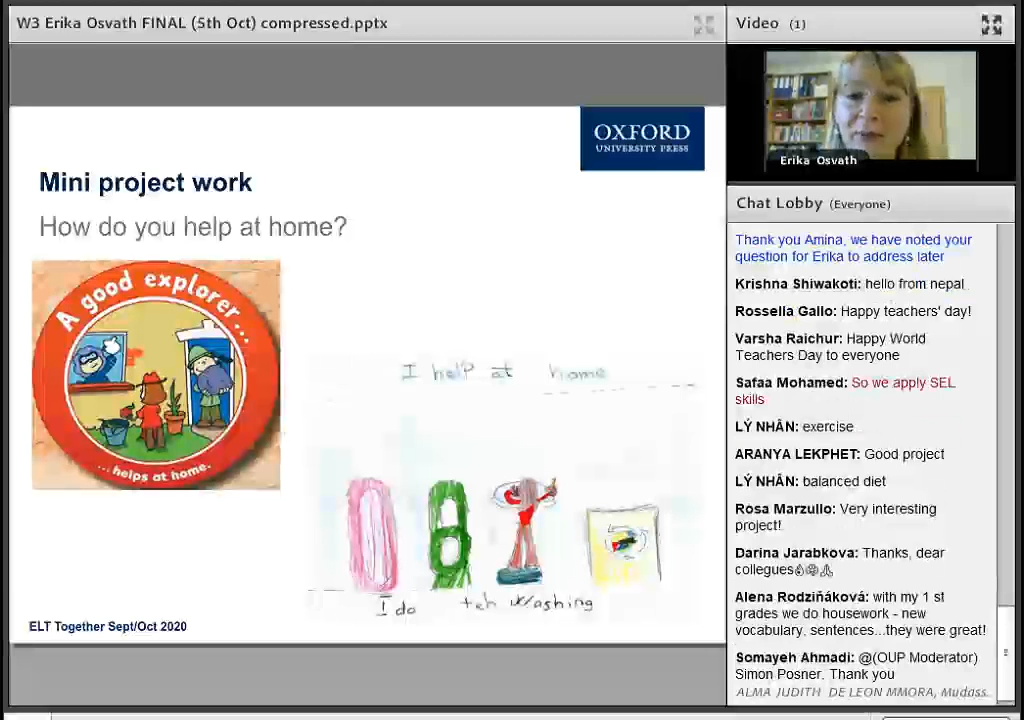 W3 Erika Osvath FINAL (5th Oct) compressed.pptx
OXFORD
UNIVERSITY PRESS
Mini project work
How do you help at home?
A good explorer...
...helps at home.
I help at home
I do teh washing
ELT Together Sept/Oct 2020
Video (1)
Erika Osvath
Chat Lobby (Everyone)
Thank you Amina, we have noted your
question for Erika to address later
Krishna Shiwakoti: hello from nepal
Rossella Gallo: Happy teachers' day!
Varsha Raichur: Happy World
Teachers Day to everyone
Safaa Mohamed: So we apply SEL
skills
LÝ NHÂN: exercise
ARANYA LEKPHET: Good project
LÝ NHÂN: balanced diet
Rosa Marzullo: Very interesting
project!
Darina Jarabkova: Thanks, dear
collegues
Alena Rodziňáková: with my 1 st
grades we do housework - new
vocabulary, sentences...they were great!
Somayeh Ahmadi: @(OUP Moderator)
Simon Posner, Thank you
ALMA JUDITH DE LEON MMORA, Mudass..